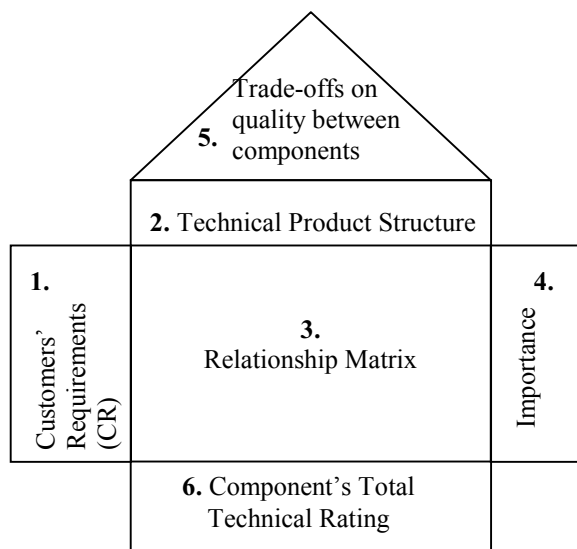 Trade-offs on
quality between
5. components
2. Technical Product Structure
1.
Customers’
Requirements
(CR)
3.
Relationship Matrix
4.
Importance
6. Component’s Total
Technical Rating